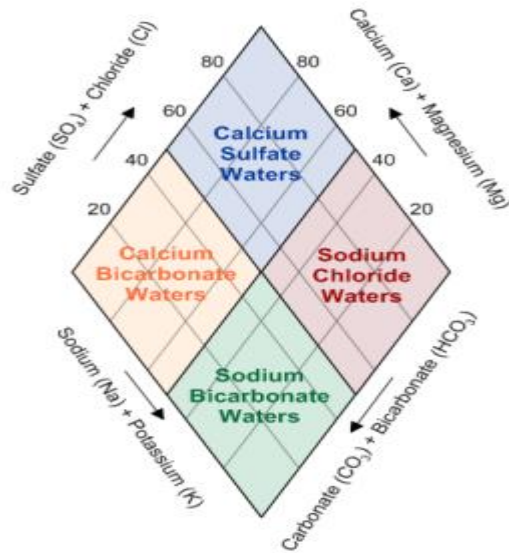 Sulfate (SO₄) + Chloride (Cl)
Calcium (Ca) + Magnesium (Mg)
80 80
60 60
Calcium
Sulfate
Waters
40 40
20 20
Calcium
Bicarbonate
Waters
Sodium
Chloride
Waters
Sodium
Bicarbonate
Waters
Sodium (Na) + Potassium (K)
Carbonate (CO₃) + Bicarbonate (HCO₃)